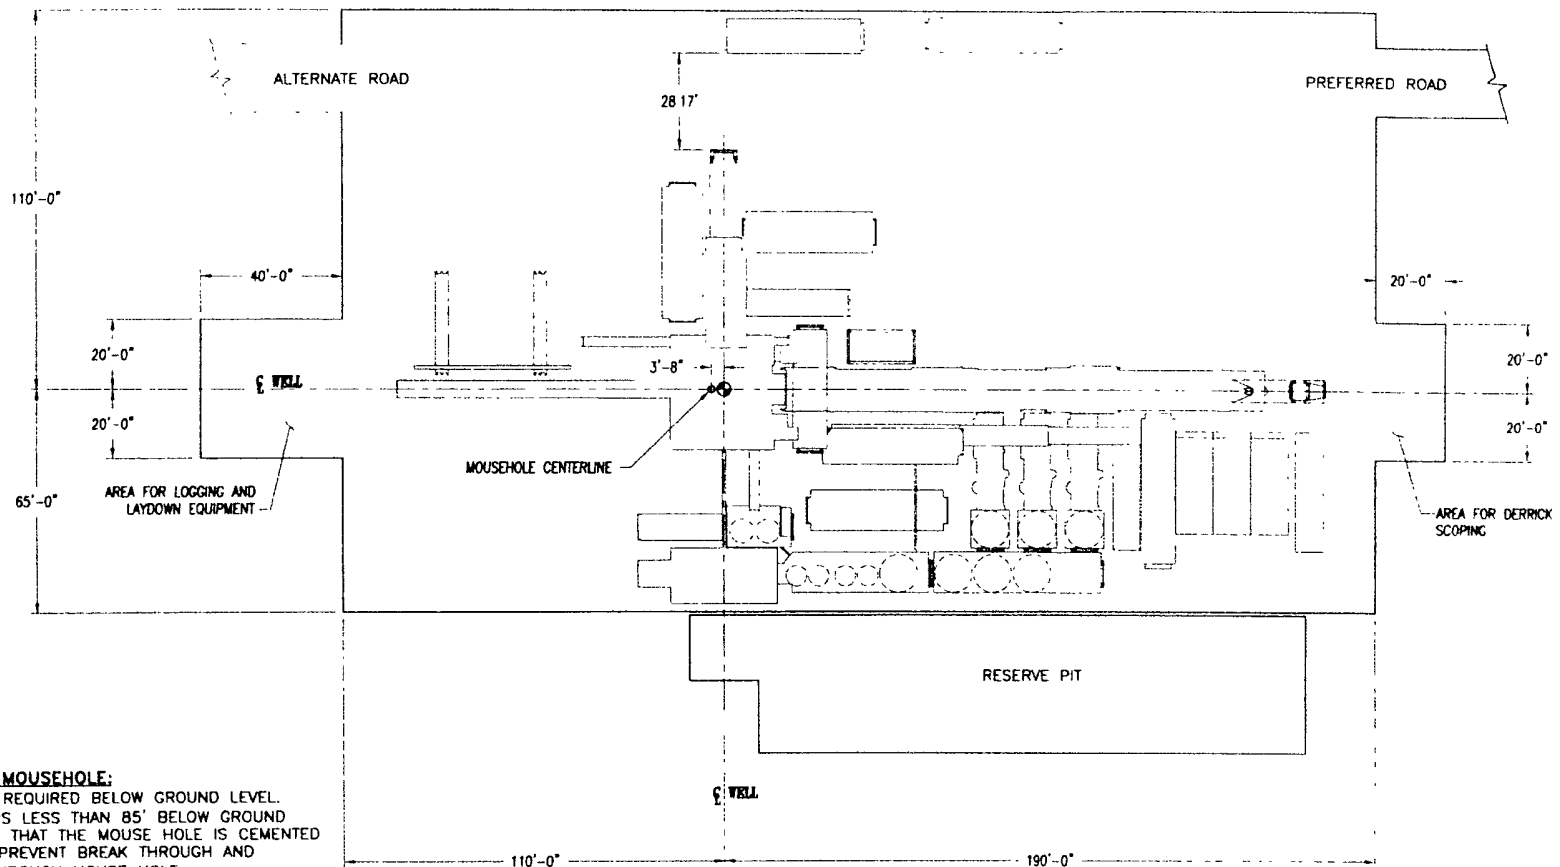 ALTERNATE ROAD
PREFERRED ROAD
28 17'
110'-0"
40'-0"
20'-0"
20'-0"
3'-8"
20'-0"
℄ WELL
20'-0"
20'-0"
MOUSEHOLE CENTERLINE
65'-0"
AREA FOR LOGGING AND
LAYDOWN EQUIPMENT
AREA FOR DERRICK
SCOPING
RESERVE PIT
MOUSEHOLE:
REQUIRED BELOW GROUND LEVEL.
S LESS THAN 85' BELOW GROUND
THAT THE MOUSE HOLE IS CEMENTED
PREVENT BREAK THROUGH AND
℄ WELL
110'-0"
190'-0"